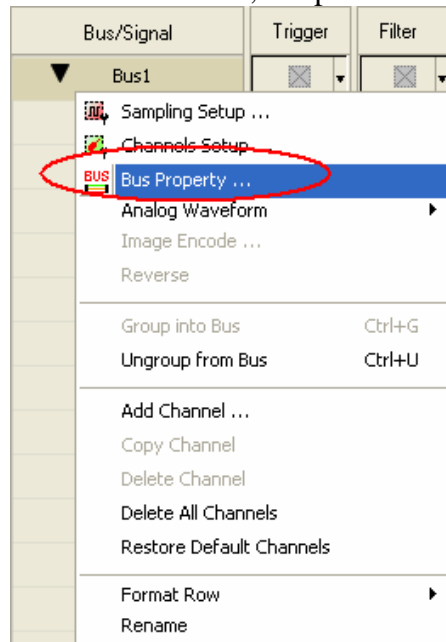 Bus/Signal Trigger Filter
Bus1
Sampling Setup ...
Channels Setup ...
BUS Bus Property ...
Analog Waveform
Image Encode ...
Reverse
Group into Bus Ctrl+G
Ungroup from Bus Ctrl+U
Add Channel ...
Copy Channel
Delete Channel
Delete All Channels
Restore Default Channels
Format Row
Rename